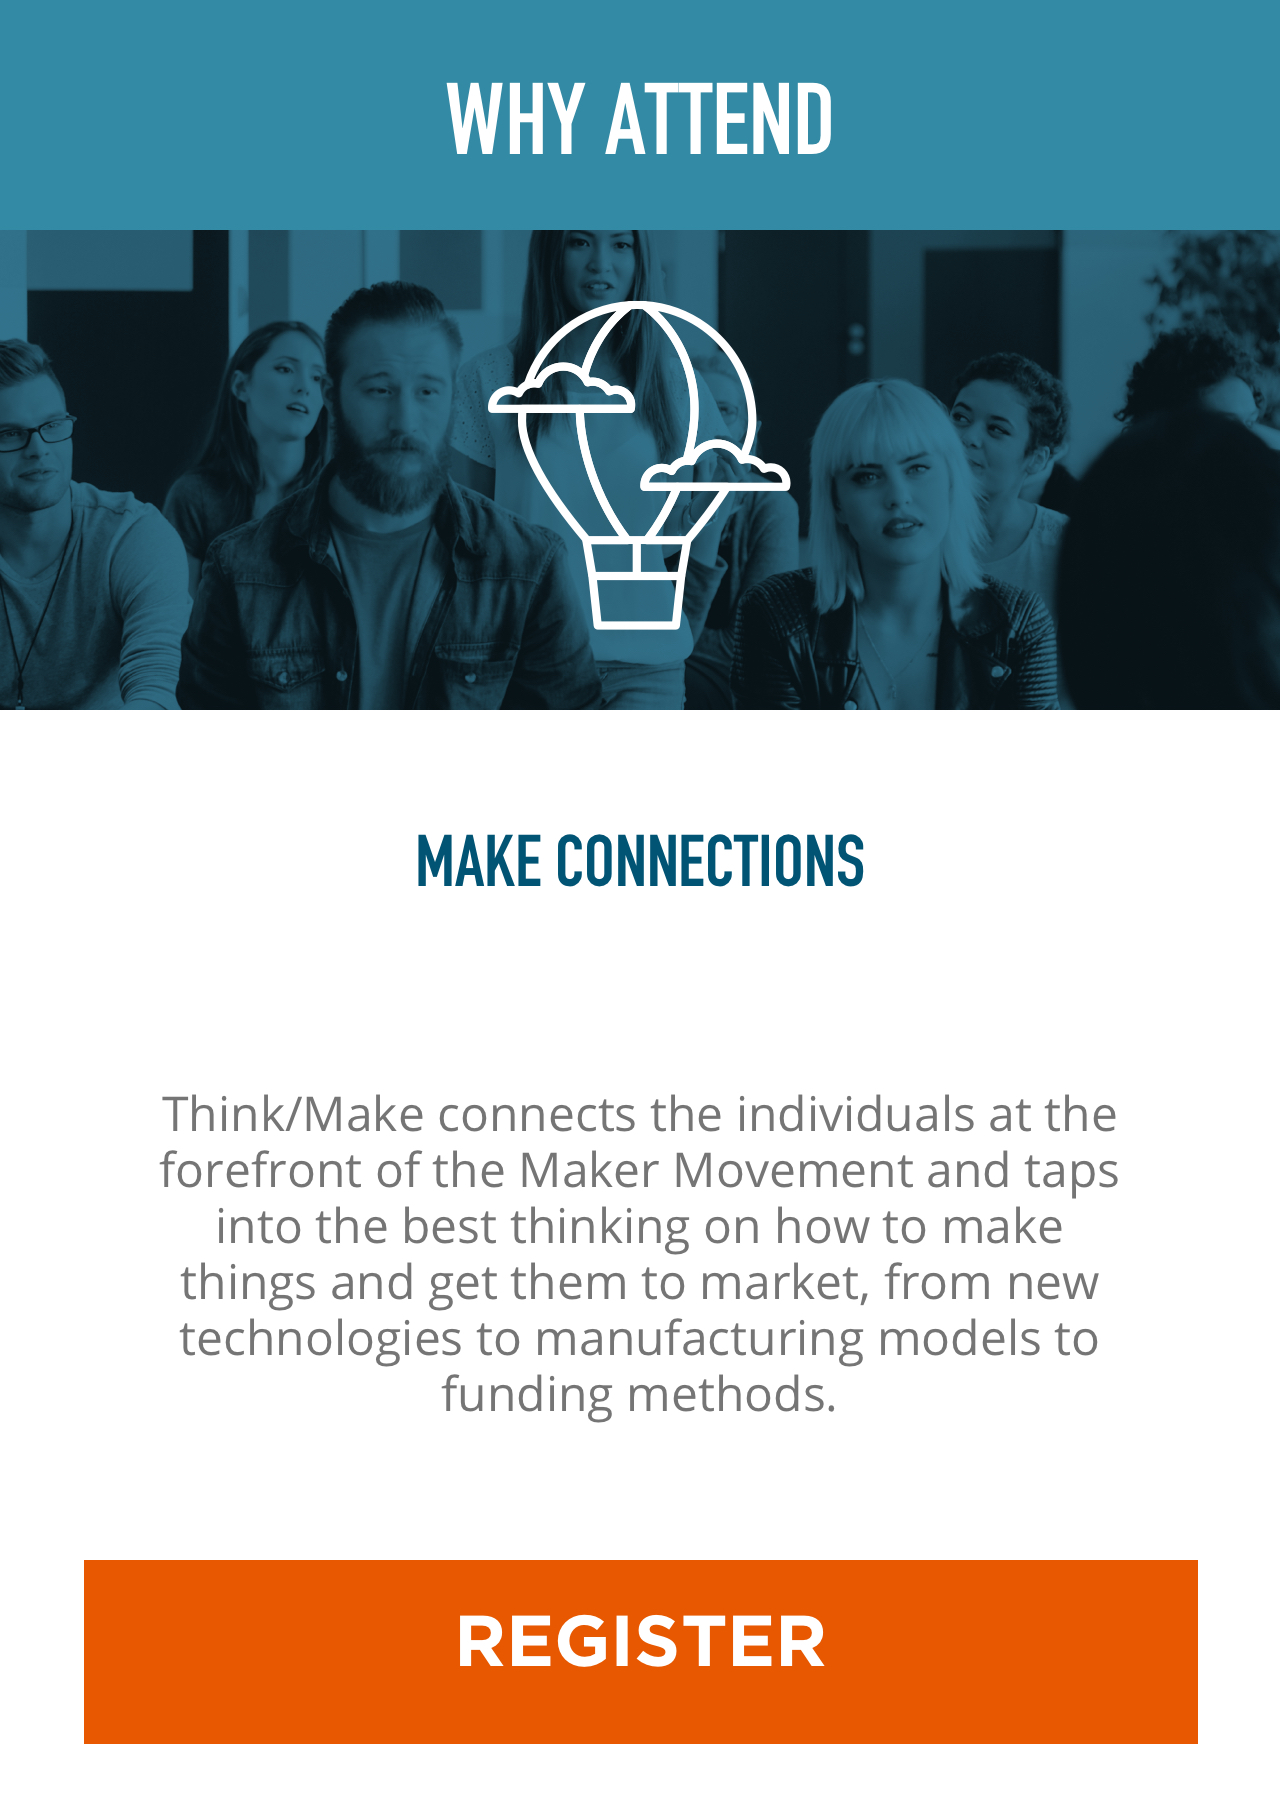 WHY ATTEND
MAKE CONNECTIONS
Think/Make connects the individuals at the
forefront of the Maker Movement and taps
into the best thinking on how to make
things and get them to market, from new
technologies to manufacturing models to
funding methods.
REGISTER